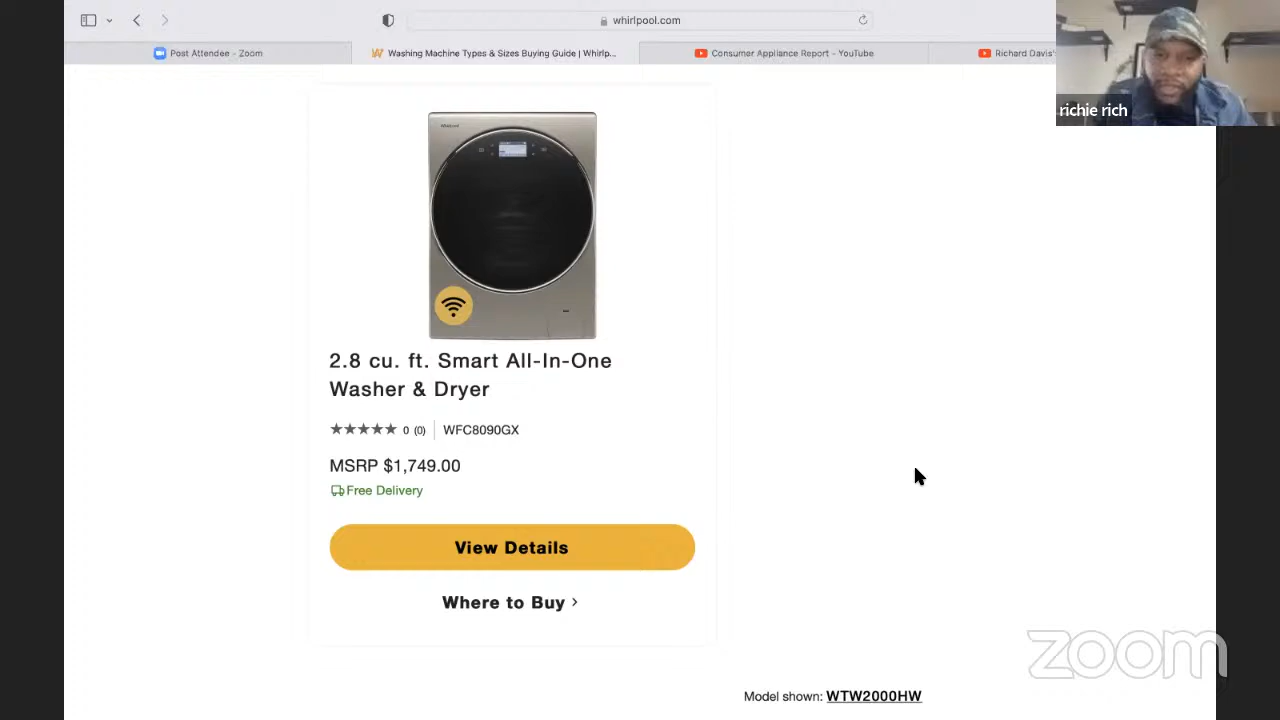 whirlpool.com
Post Attendee - Zoom
Washing Machine Types & Sizes Buying Guide | Whirlp...
Consumer Appliance Report - YouTube
Richard Davis'
richie rich
2.8 cu. ft. Smart All-In-One
Washer & Dryer
0 (0) WFC8090GX
MSRP $1,749.00
Free Delivery
View Details
Where to Buy >
zoom
Model shown: WTW2000HW